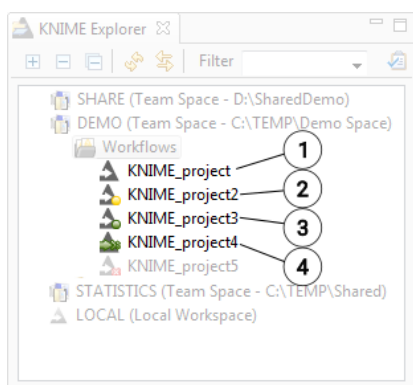 KNIME Explorer
Filter
SHARE (Team Space - D:\SharedDemo)
DEMO (Team Space - C:\TEMP\Demo Space)
Workflows
KNIME_project
1
KNIME_project2
2
KNIME_project3
3
KNIME_project4
4
KNIME_project5
STATISTICS (Team Space - C:\TEMP\Shared)
LOCAL (Local Workspace)